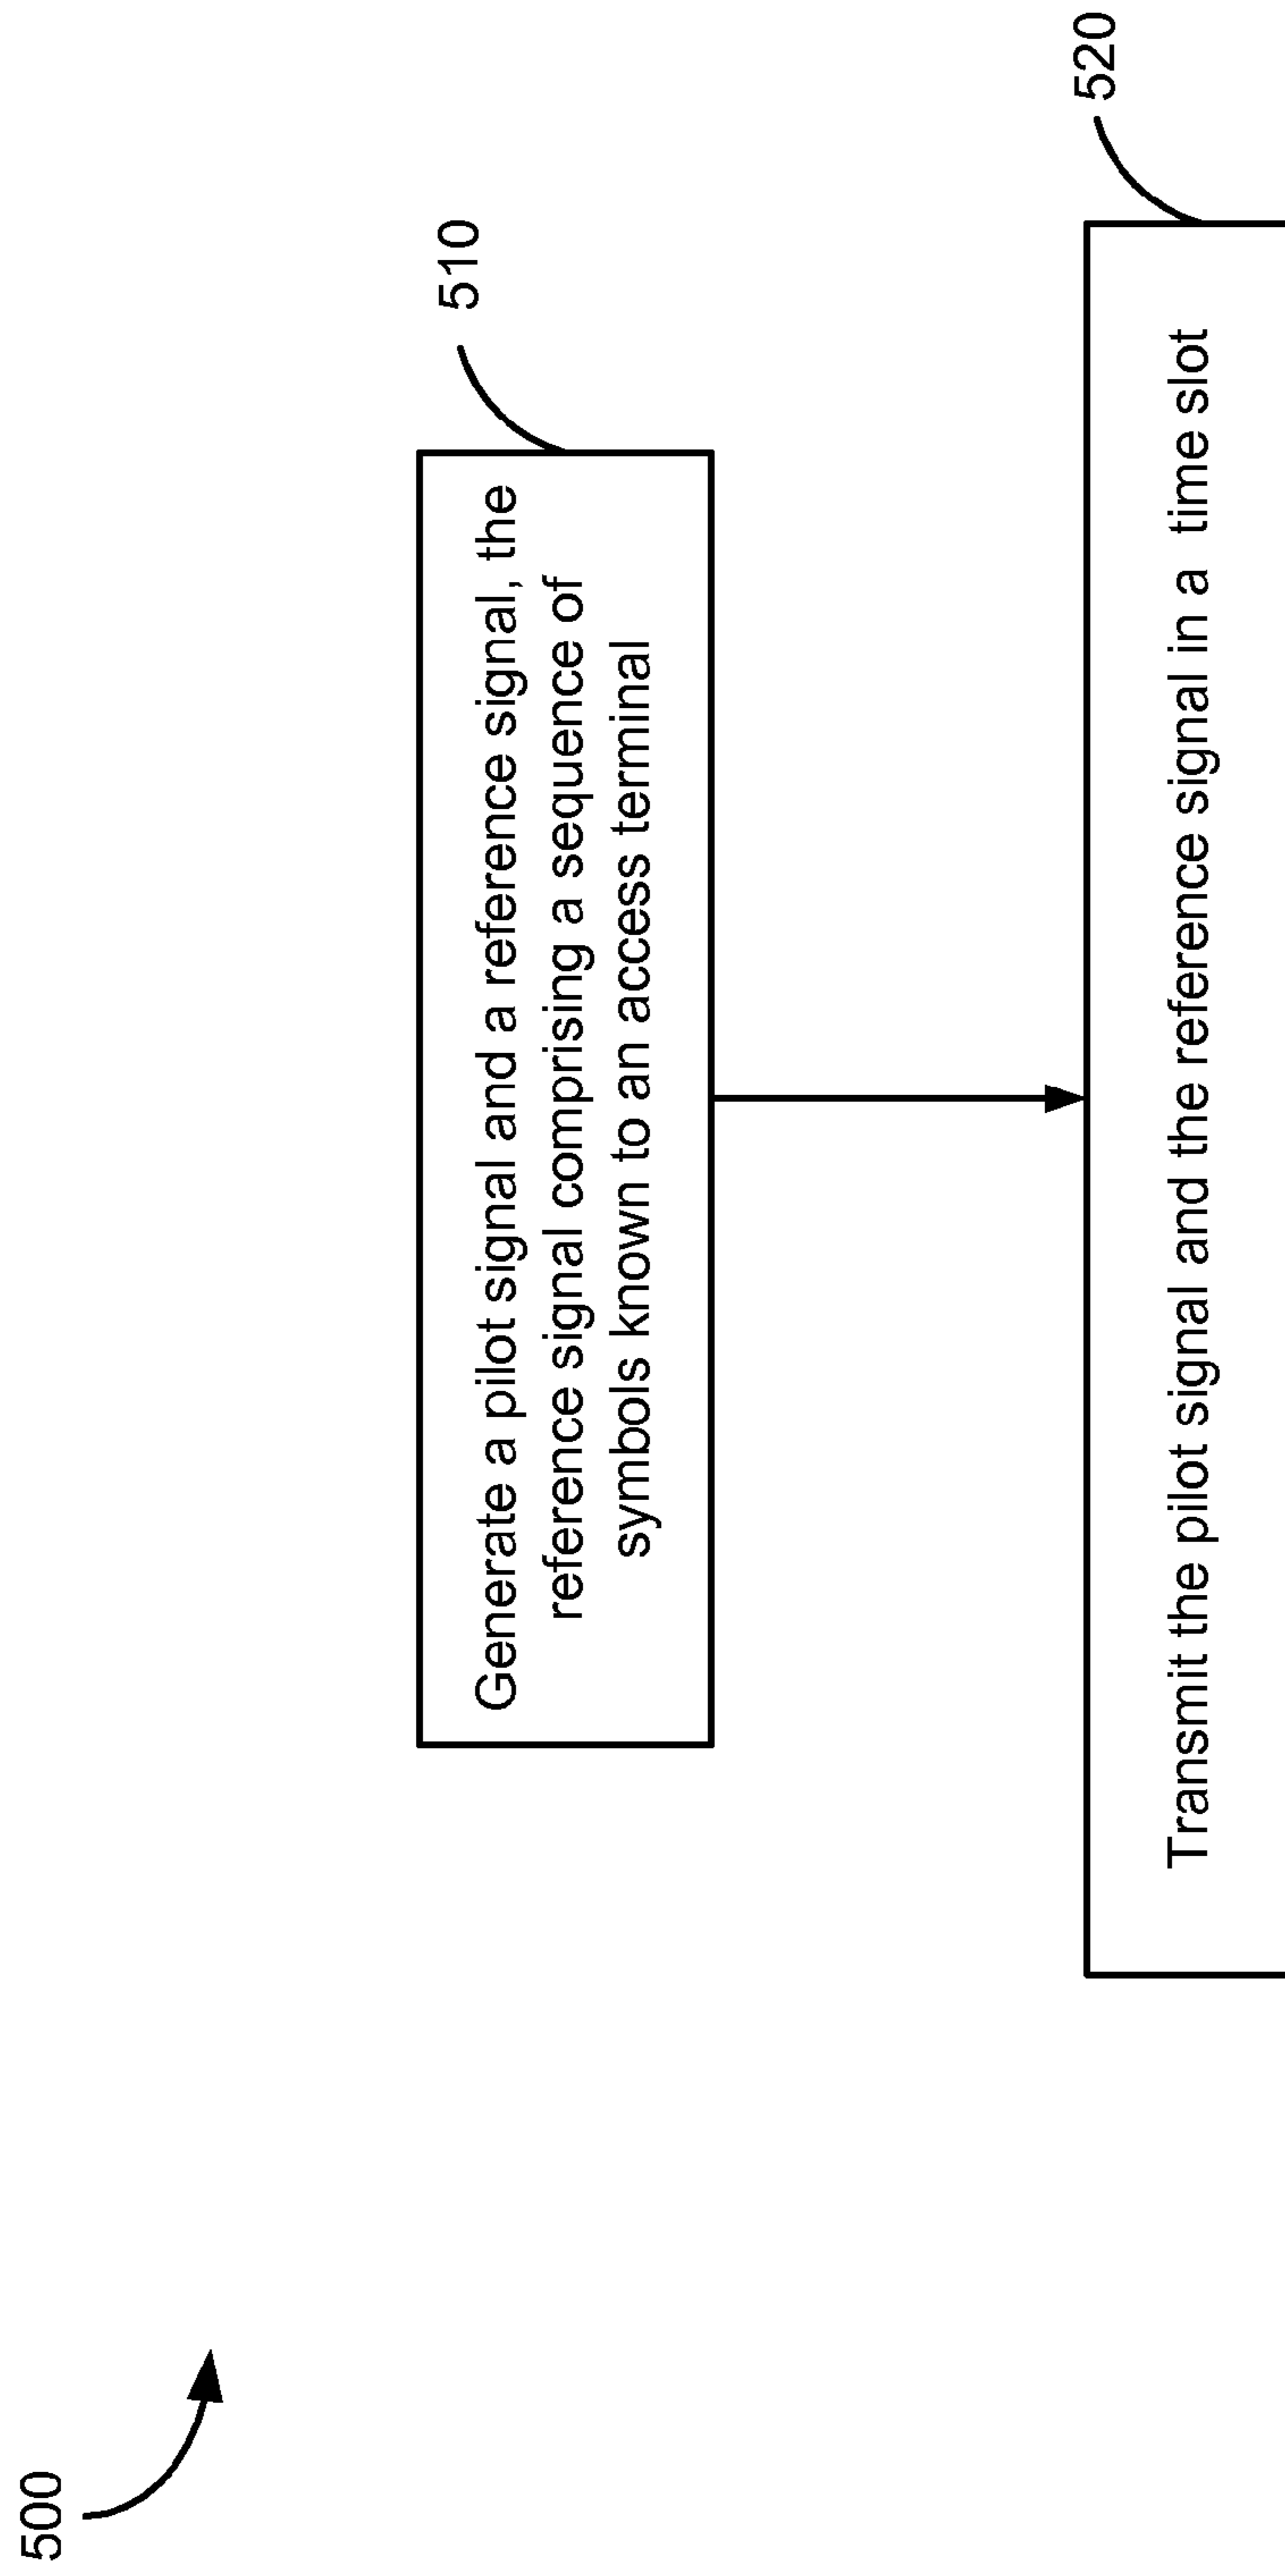 500
510
Generate a pilot signal and a reference signal, the
reference signal comprising a sequence of
symbols known to an access terminal
520
Transmit the pilot signal and the reference signal in a time slot